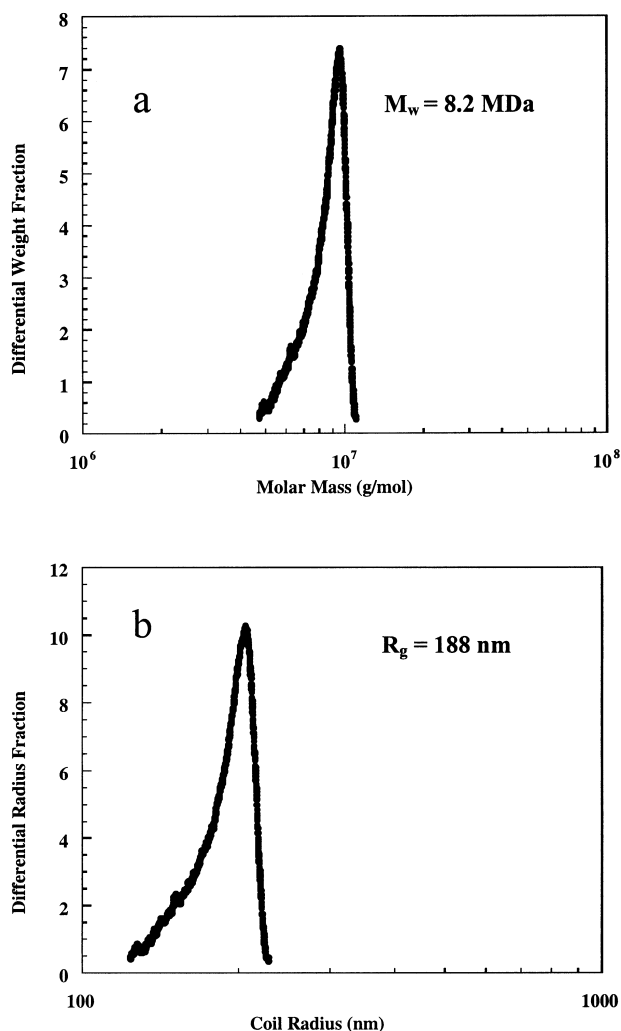 8
7
6
5
4
3
2
1
0
Differential Weight Fraction
a
M_w = 8.2 MDa
10^6
10^7
10^8
Molar Mass (g/mol)
12
10
8
6
4
2
0
Differential Radius Fraction
b
R_g = 188 nm
100
1000
Coil Radius (nm)